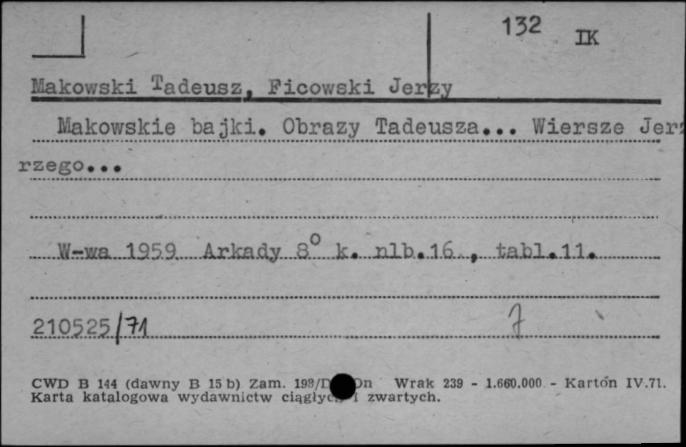 132 IK
Makowski Tadeusz, Ficowski Jerzy
Makowskie bajki. Obrazy Tadeusza... Wiersze Jer
rzego...
W-wa 1959 Arkady 8° k. nlb.16 , tabl.11.
210525/71
CWD B 144 (dawny B 15 b) Zam. Wrak 239 - 1.660.000 - Karton IV.71.
Karta katalogowa wydawnictw i zwartych.